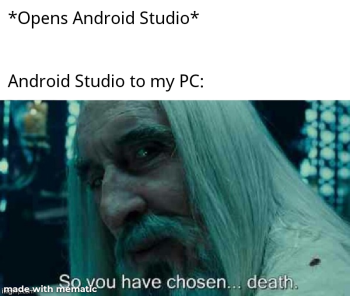 *Opens Android Studio*
Android Studio to my PC:
So you have chosen... death.
made with mematic